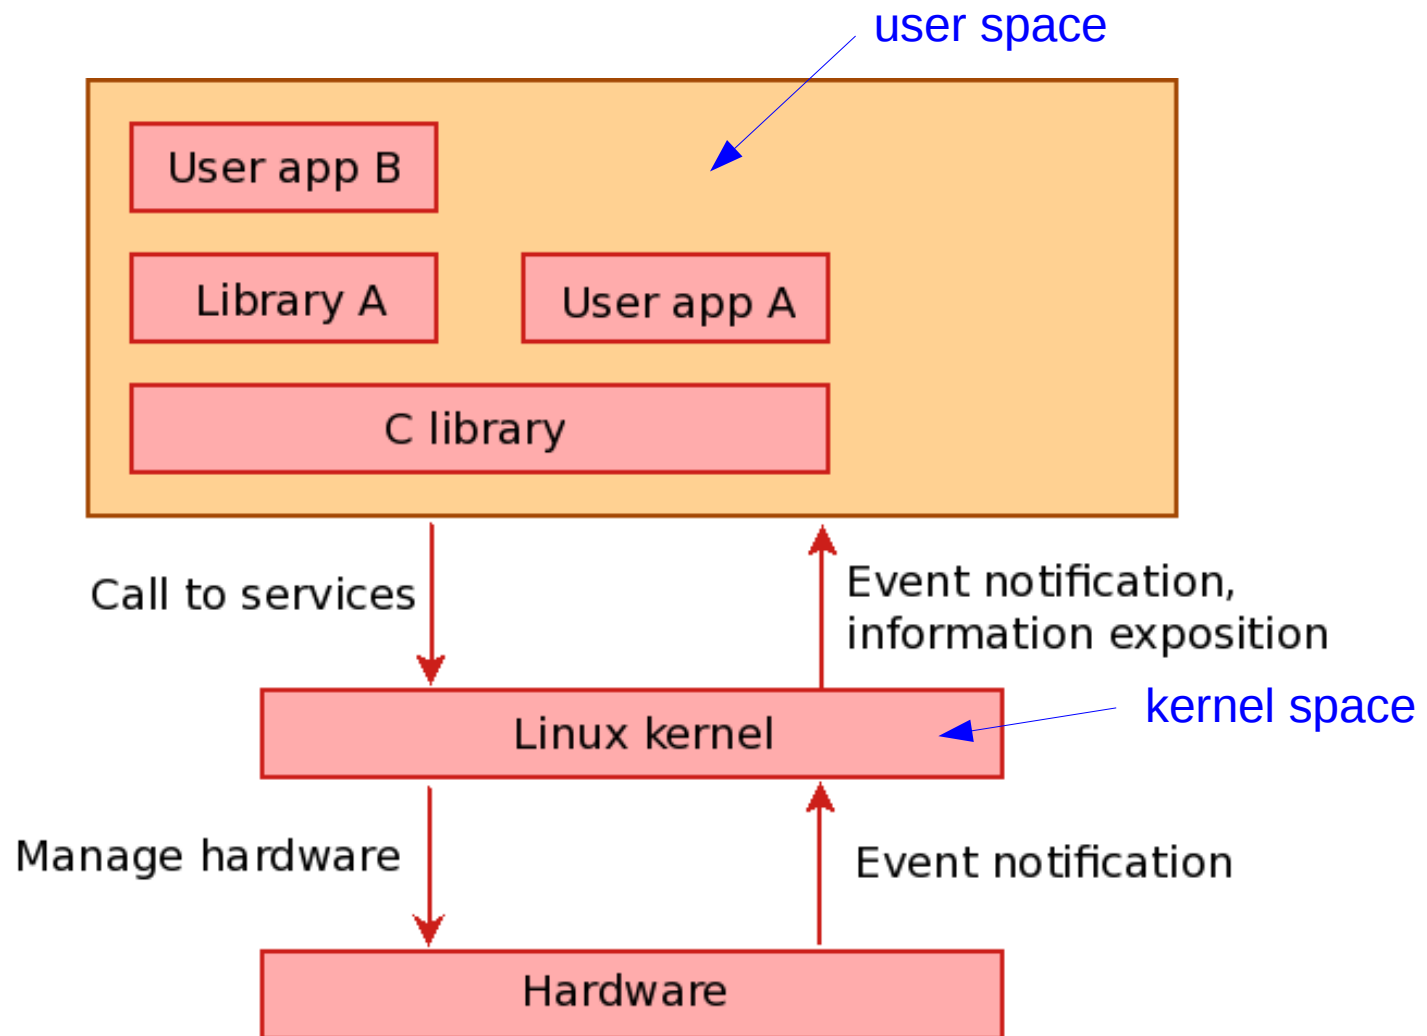 user space
User app B
Library A
User app A
C library
Call to services
Event notification,
information exposition
Linux kernel
kernel space
Manage hardware
Event notification
Hardware